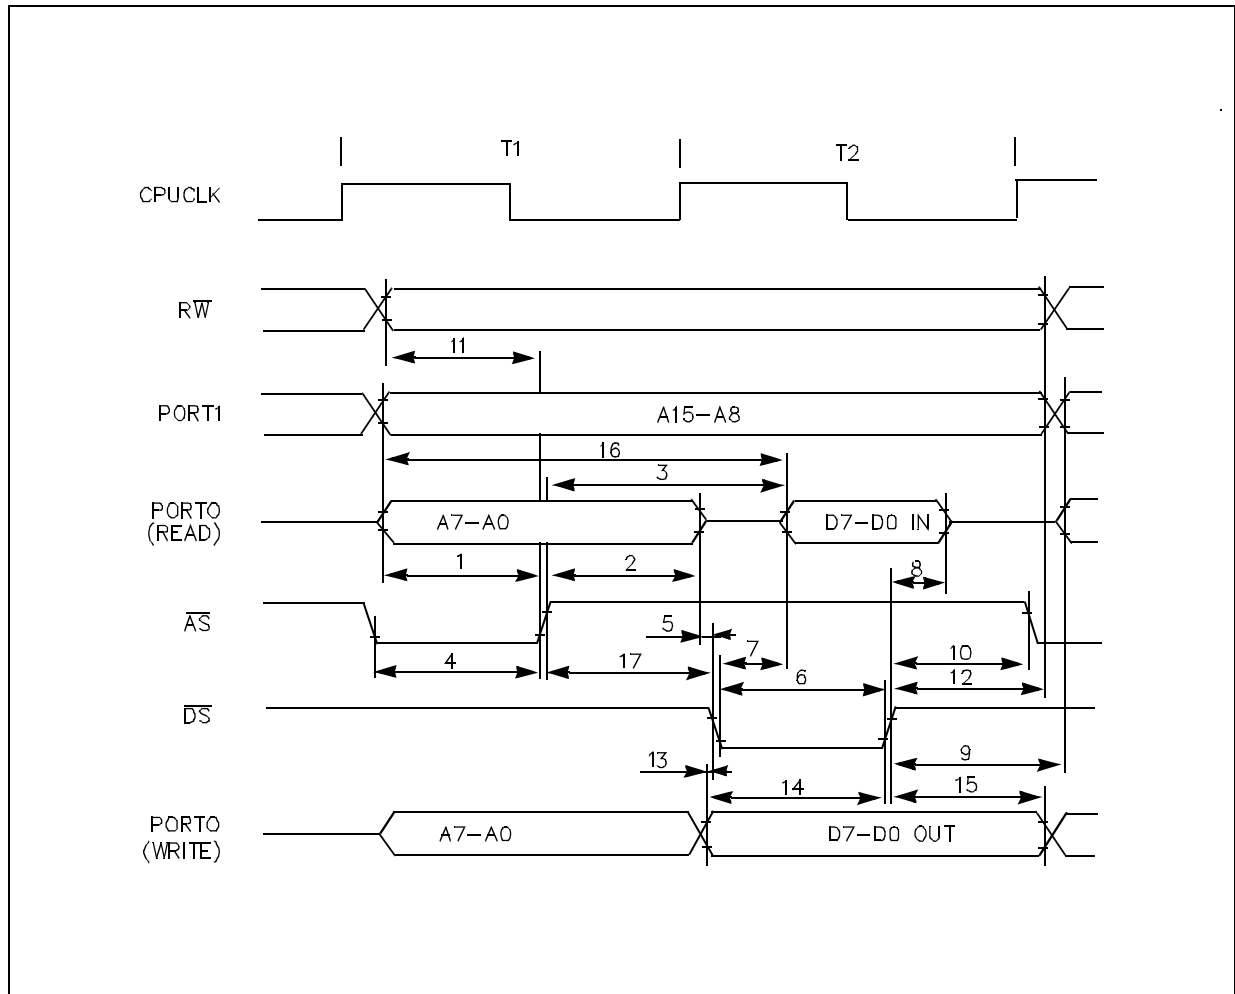 T1
T2
CPUCLK
RW̅
11
PORT1
A15–A8
16
3
PORT0
(READ)
A7–A0
D7–D0 IN
1
2
8
A̅S̅
5
7
4
17
10
6
12
D̅S̅
13
9
14
15
PORT0
(WRITE)
A7–A0
D7–D0 OUT